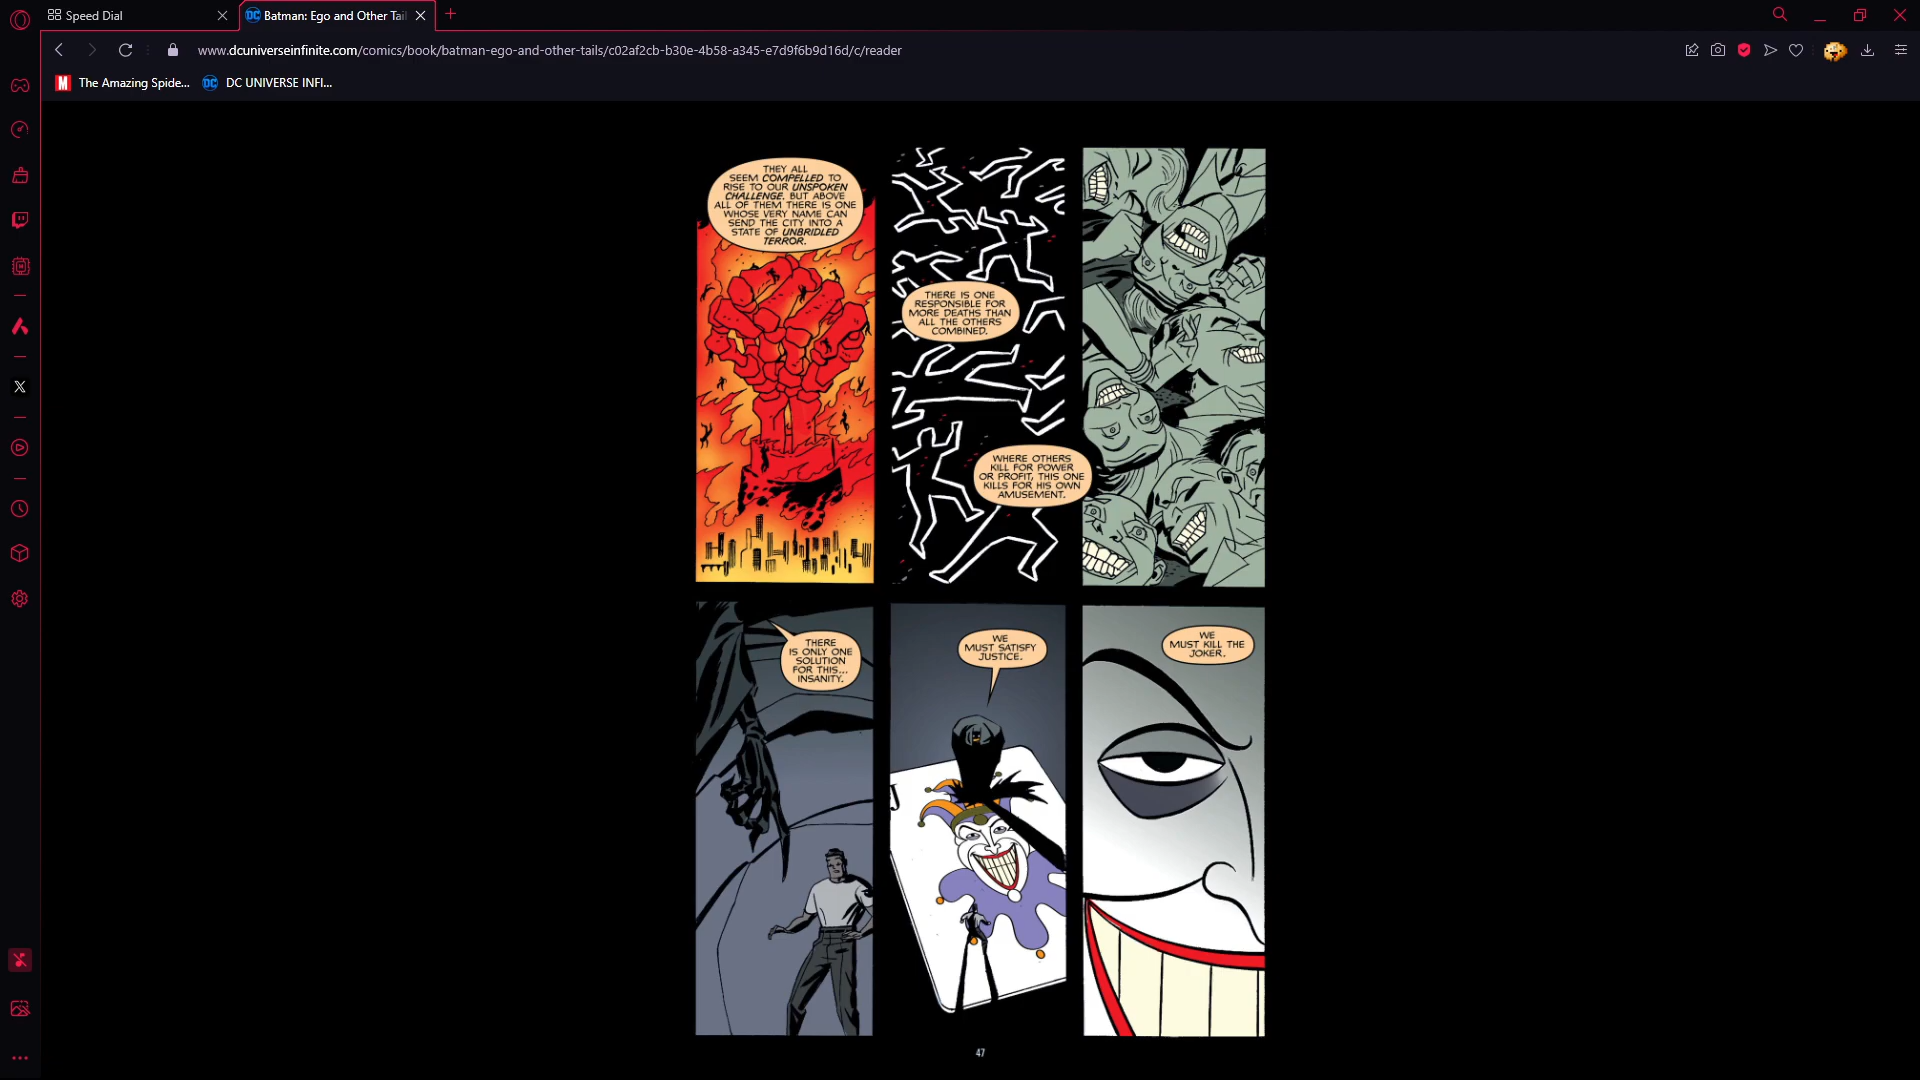 Speed Dial
DC Batman: Ego and Other Tail
www.dcuniverseinfinite.com/comics/book/batman-ego-and-other-tails/c02af2cb-b30e-4b58-a345-e7d9f6b9d16d/c/reader
M The Amazing Spide...
DC DC UNIVERSE INFI...
THEY ALL
SEEM COMPELLED TO
RISE TO OUR UNSPOKEN
CHALLENGE. BUT ABOVE
ALL OF THEM THERE IS ONE
WHOSE VERY NAME CAN
SEND THE CITY INTO A
STATE OF UNBRIDLED
TERROR.
THERE IS ONE
RESPONSIBLE FOR
MORE DEATHS THAN
ALL THE OTHERS
COMBINED.
WHERE OTHERS
KILL FOR POWER
OR PROFIT, THIS ONE
KILLS FOR HIS OWN
AMUSEMENT.
THERE
IS ONLY ONE
SOLUTION
FOR THIS...
INSANITY.
WE
MUST SATISFY
JUSTICE.
J
WE
MUST KILL THE
JOKER.
47